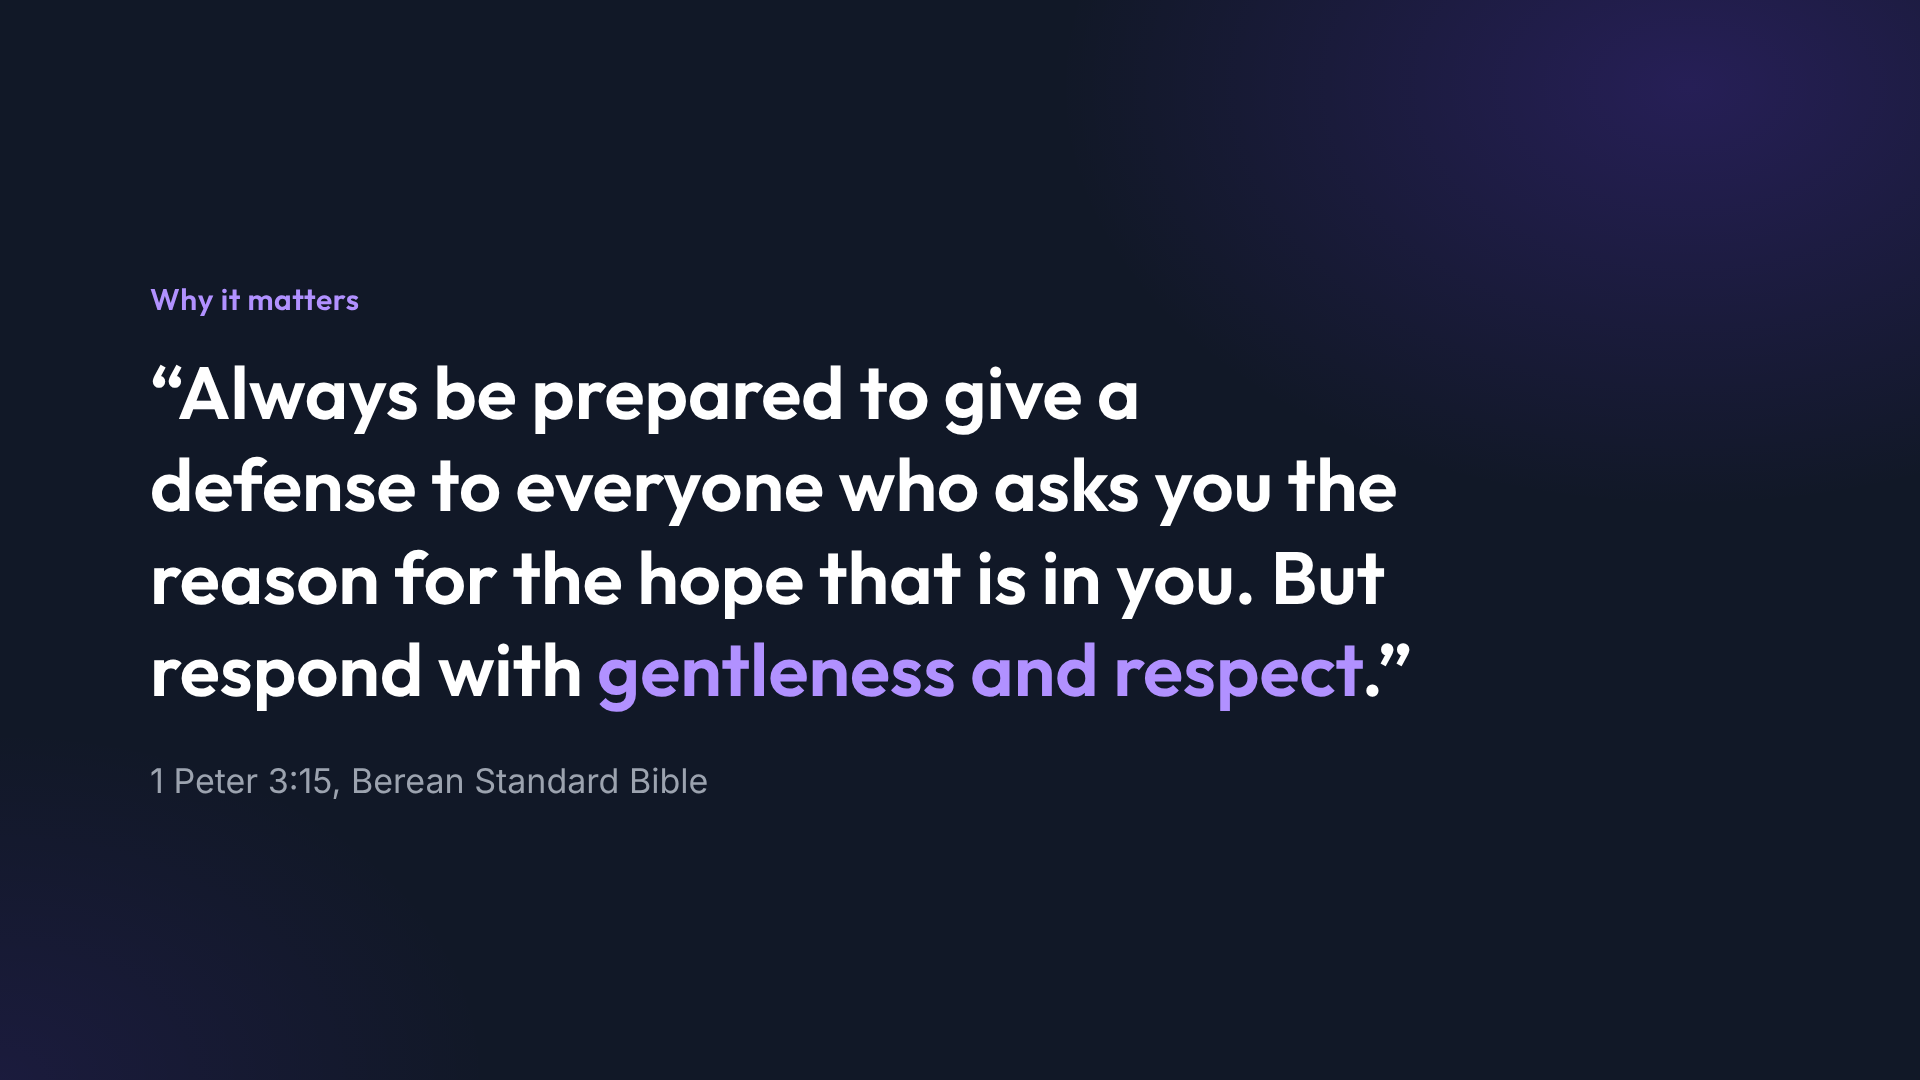 Why it matters
“Always be prepared to give a
defense to everyone who asks you the
reason for the hope that is in you. But
respond with gentleness and respect.”
1 Peter 3:15, Berean Standard Bible